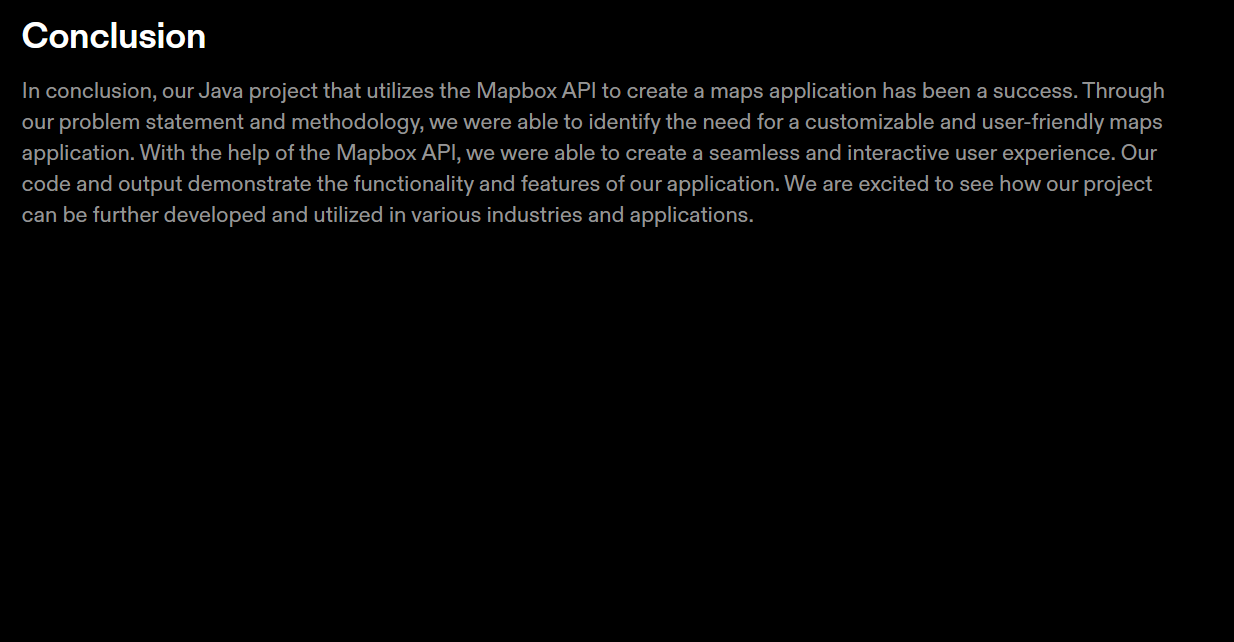 Conclusion
In conclusion, our Java project that utilizes the Mapbox API to create a maps application has been a success. Through
our problem statement and methodology, we were able to identify the need for a customizable and user-friendly maps
application. With the help of the Mapbox API, we were able to create a seamless and interactive user experience. Our
code and output demonstrate the functionality and features of our application. We are excited to see how our project
can be further developed and utilized in various industries and applications.